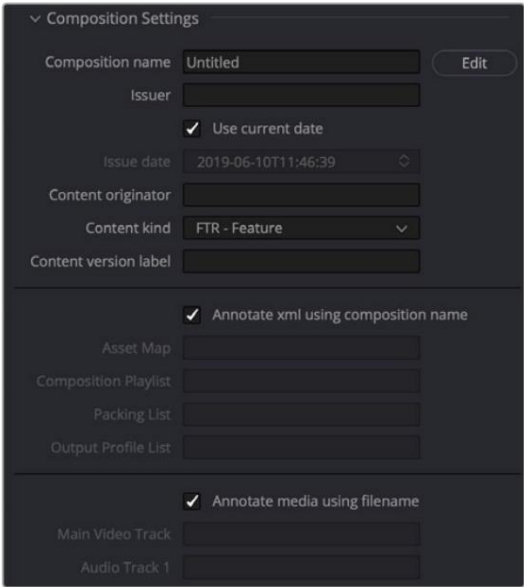 Composition Settings
Composition name Untitled Edit
Issuer
Use current date
Issue date 2019-06-10T11:46:39
Content originator
Content kind FTR - Feature
Content version label
Annotate xml using composition name
Asset Map
Composition Playlist
Packing List
Output Profile List
Annotate media using filename
Main Video Track
Audio Track 1